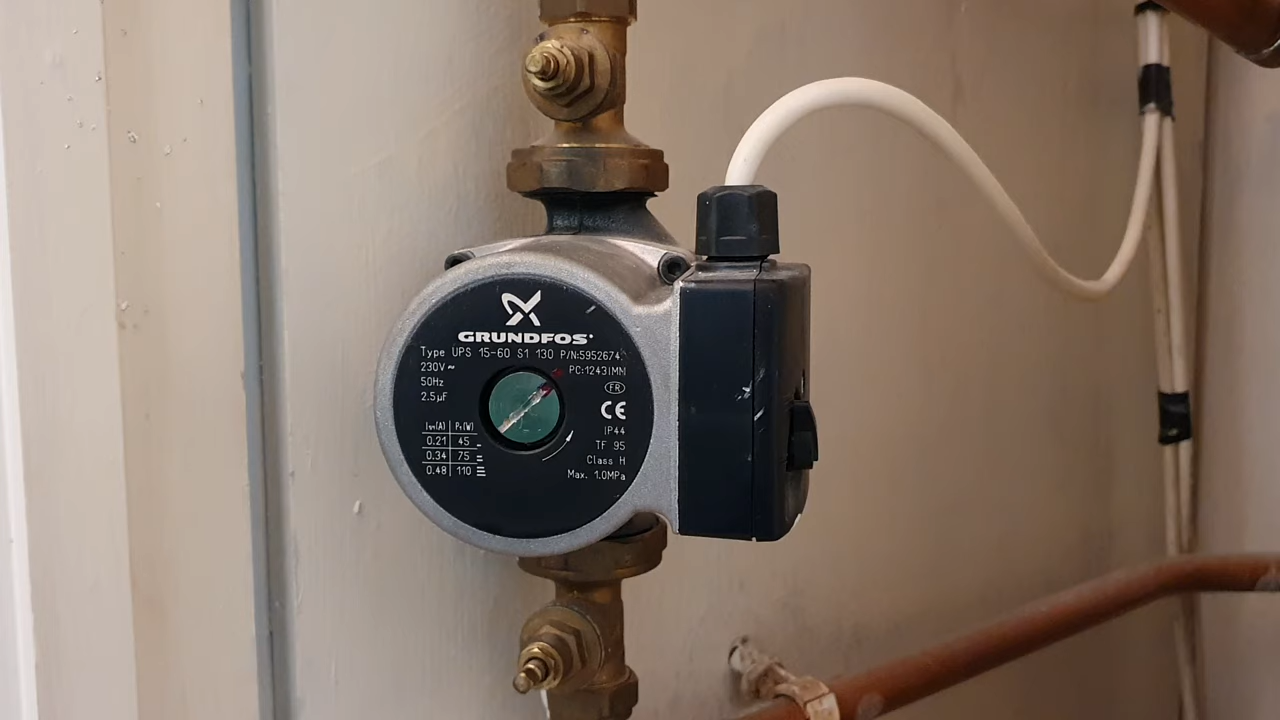 GRUNDFOS
Type UPS 15-60 S1 130 P/N:5952674
230V ~ PC:1243IMN
50Hz FR
2.5µF CE
IP44
TF 95
Class H
Max. 1.0MPa
I₁/₁(A) P₁(W)
0.21 45
0.34 75
0.48 110